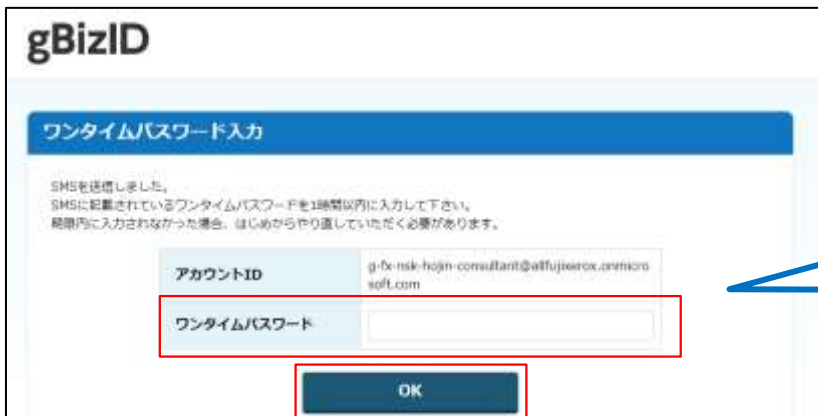 gBizID
ワンタイムパスワード入力
SMSを送信しました。
SMSに記載されているワンタイムパスワードを1時間以内に入力して下さい。
期限内に入力されなかった場合、はじめからやり直していただく必要があります。
アカウントID
g-fx-nsk-hojin-consultant@allfujixerox.onmicro
soft.com
ワンタイムパスワード
OK